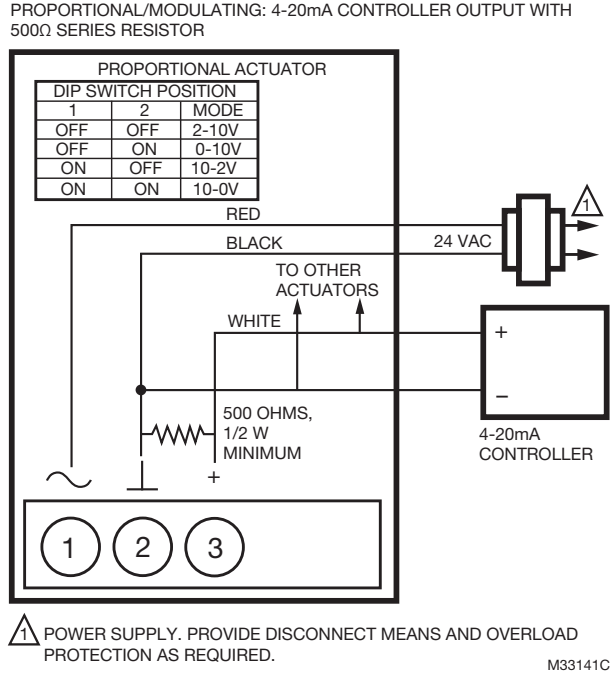 PROPORTIONAL/MODULATING: 4-20mA CONTROLLER OUTPUT WITH
500Ω SERIES RESISTOR
PROPORTIONAL ACTUATOR
DIP SWITCH POSITION
1 2 MODE
OFF OFF 2-10V
OFF ON 0-10V
ON OFF 10-2V
ON ON 10-0V
RED
1
BLACK
24 VAC
TO OTHER
ACTUATORS
WHITE
+
–
500 OHMS,
1/2 W
MINIMUM
4-20mA
CONTROLLER
+
1 2 3
1 POWER SUPPLY. PROVIDE DISCONNECT MEANS AND OVERLOAD
PROTECTION AS REQUIRED.
M33141C